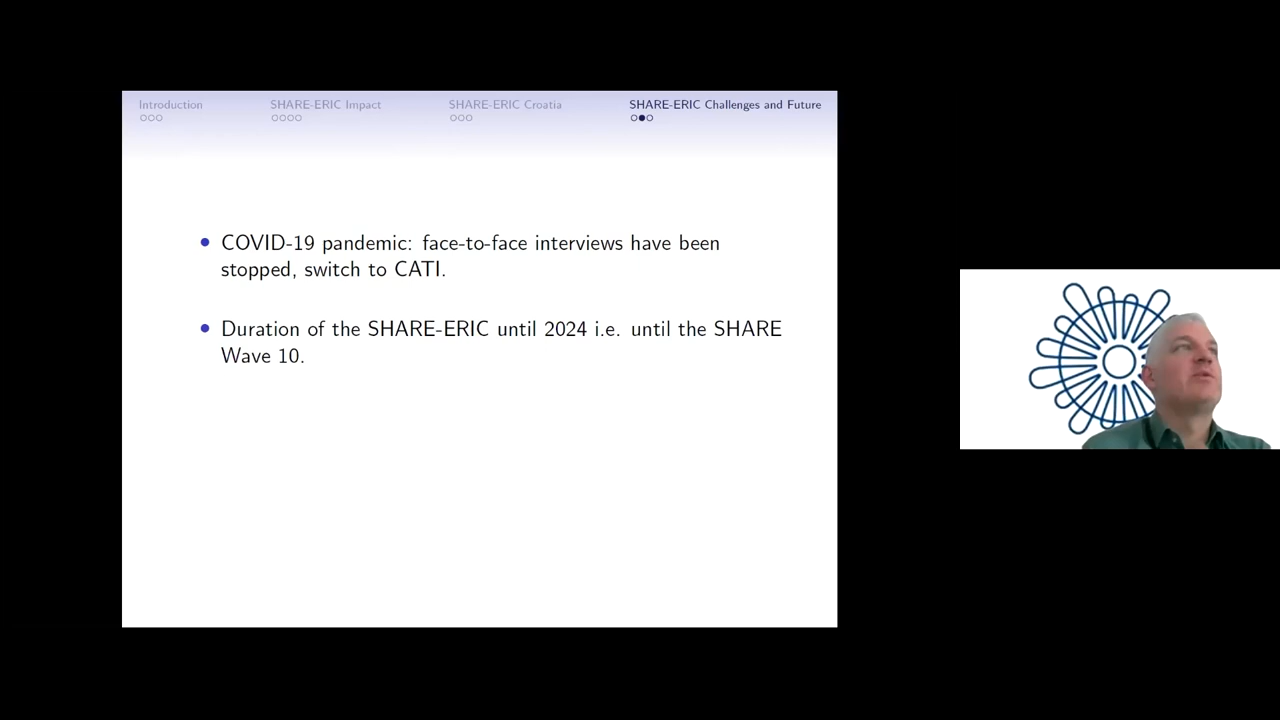 Introduction
SHARE-ERIC Impact
SHARE-ERIC Croatia
SHARE-ERIC Challenges and Future
COVID-19 pandemic: face-to-face interviews have been
stopped, switch to CATI.
Duration of the SHARE-ERIC until 2024 i.e. until the SHARE
Wave 10.